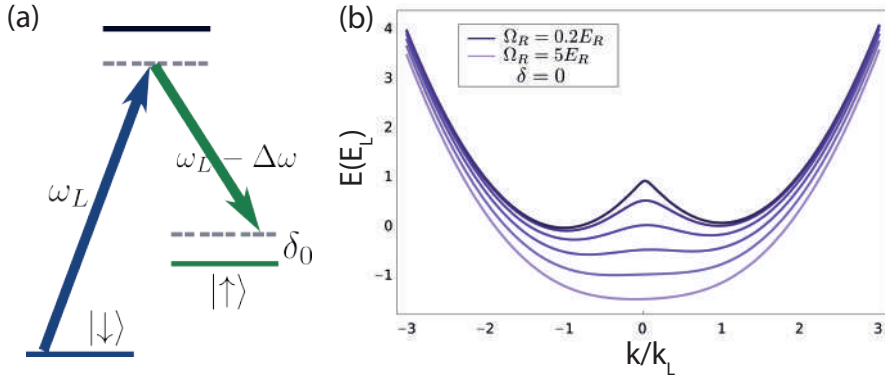 (a)
ω_L
ω_L − Δω
δ_0
|↑⟩
|↓⟩
(b)
E(E_L)
4
3
2
1
0
−1
Ω_R = 0.2E_R
Ω_R = 5E_R
δ = 0
−3 −2 −1 0 1 2 3
k/k_L